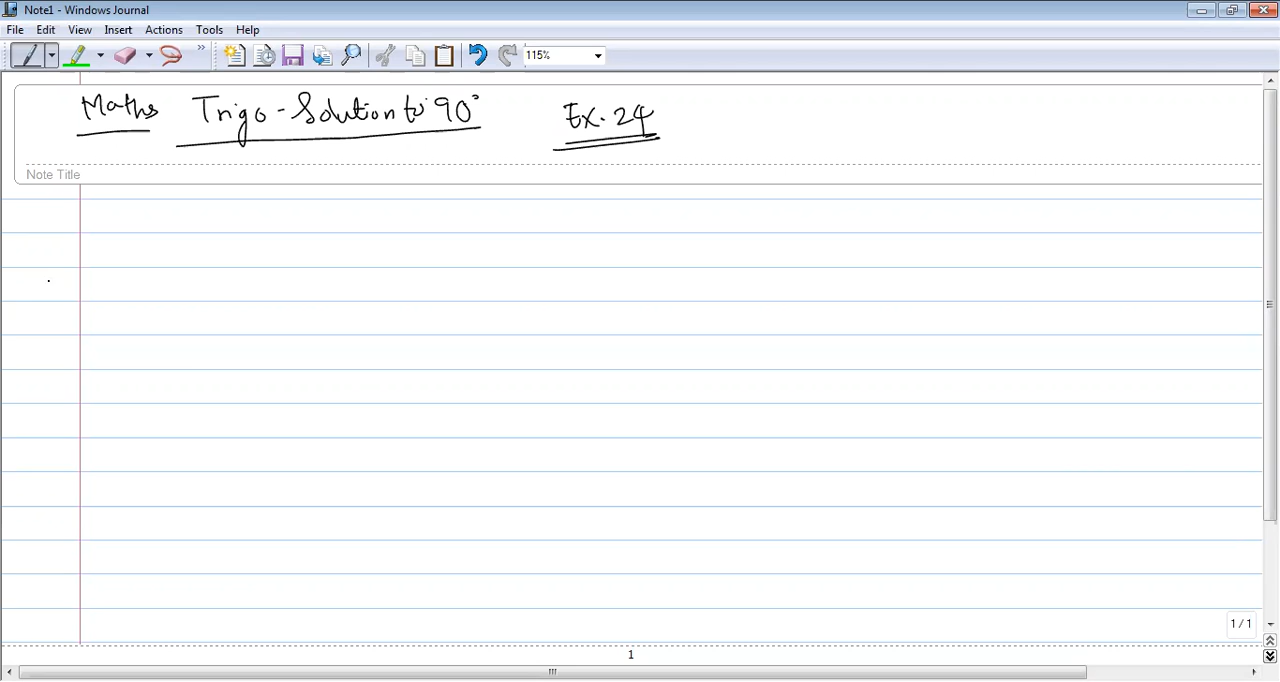 Note1 - Windows Journal
File Edit View Insert Actions Tools Help
115%
Maths Trigo - Solution to 90° Ex. 24
Note Title
1 / 1
1